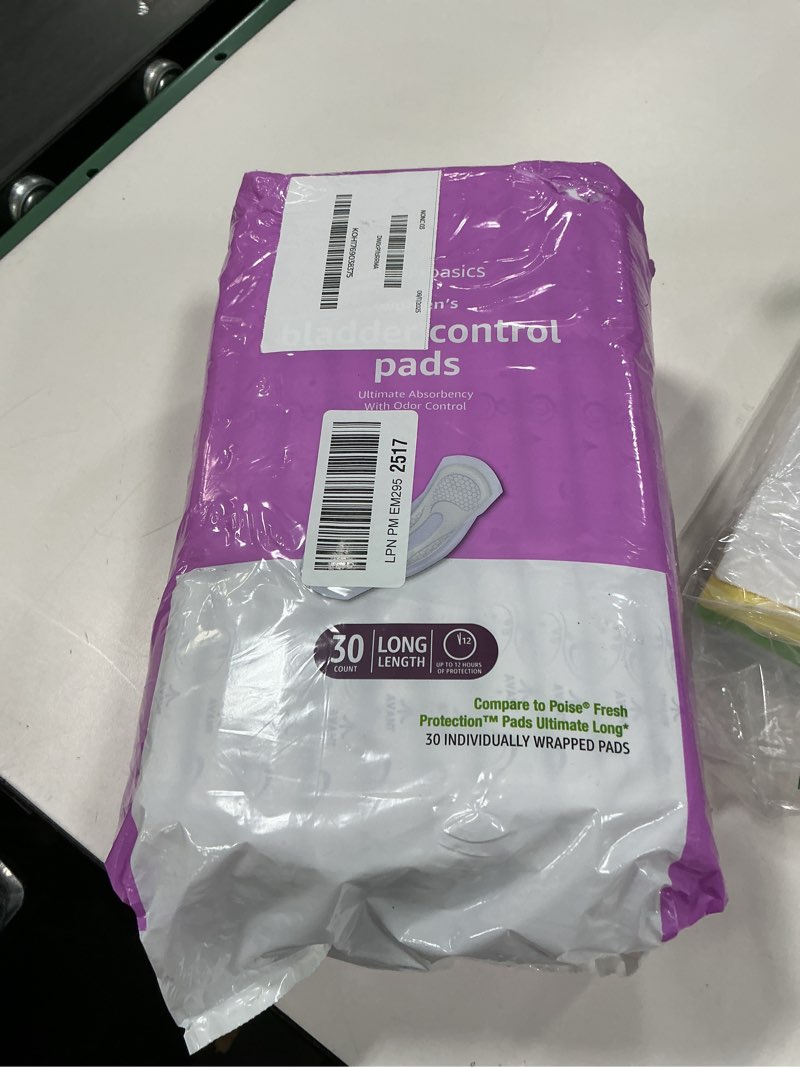 basics
en's
bladder control
pads
Ultimate Absorbency
With Odor Control
LPN PM EM295 2517
30
COUNT
LONG
LENGTH
12
UP TO 12 HOURS
OF PROTECTION
Compare to Poise® Fresh
Protection™ Pads Ultimate Long*
30 INDIVIDUALLY WRAPPED PADS